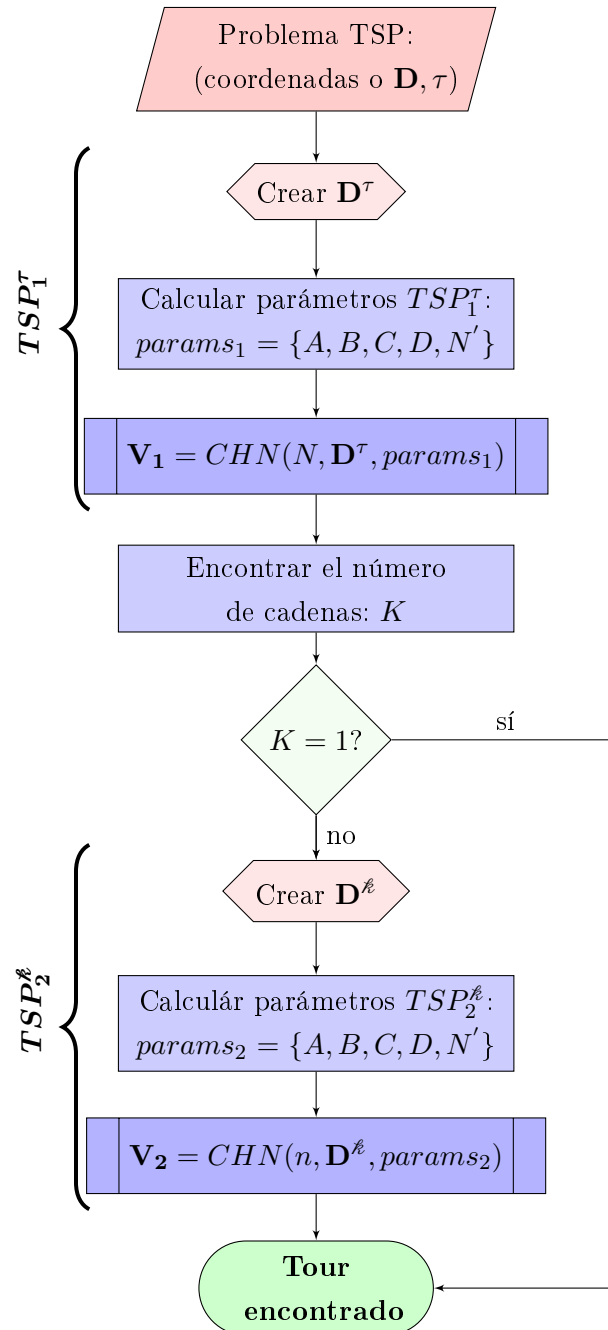 Problema TSP:
(coordenadas o D, τ)
Crear D^τ
TSP₁^τ
Calcular parámetros TSP₁^τ:
params₁ = {A, B, C, D, N′}
V₁ = CHN(N, D^τ, params₁)
Encontrar el número
de cadenas: K
K = 1?
sí
no
Crear D^𝓀
TSP₂^𝓀
Calculár parámetros TSP₂^𝓀:
params₂ = {A, B, C, D, N′}
V₂ = CHN(n, D^𝓀, params₂)
Tour
encontrado